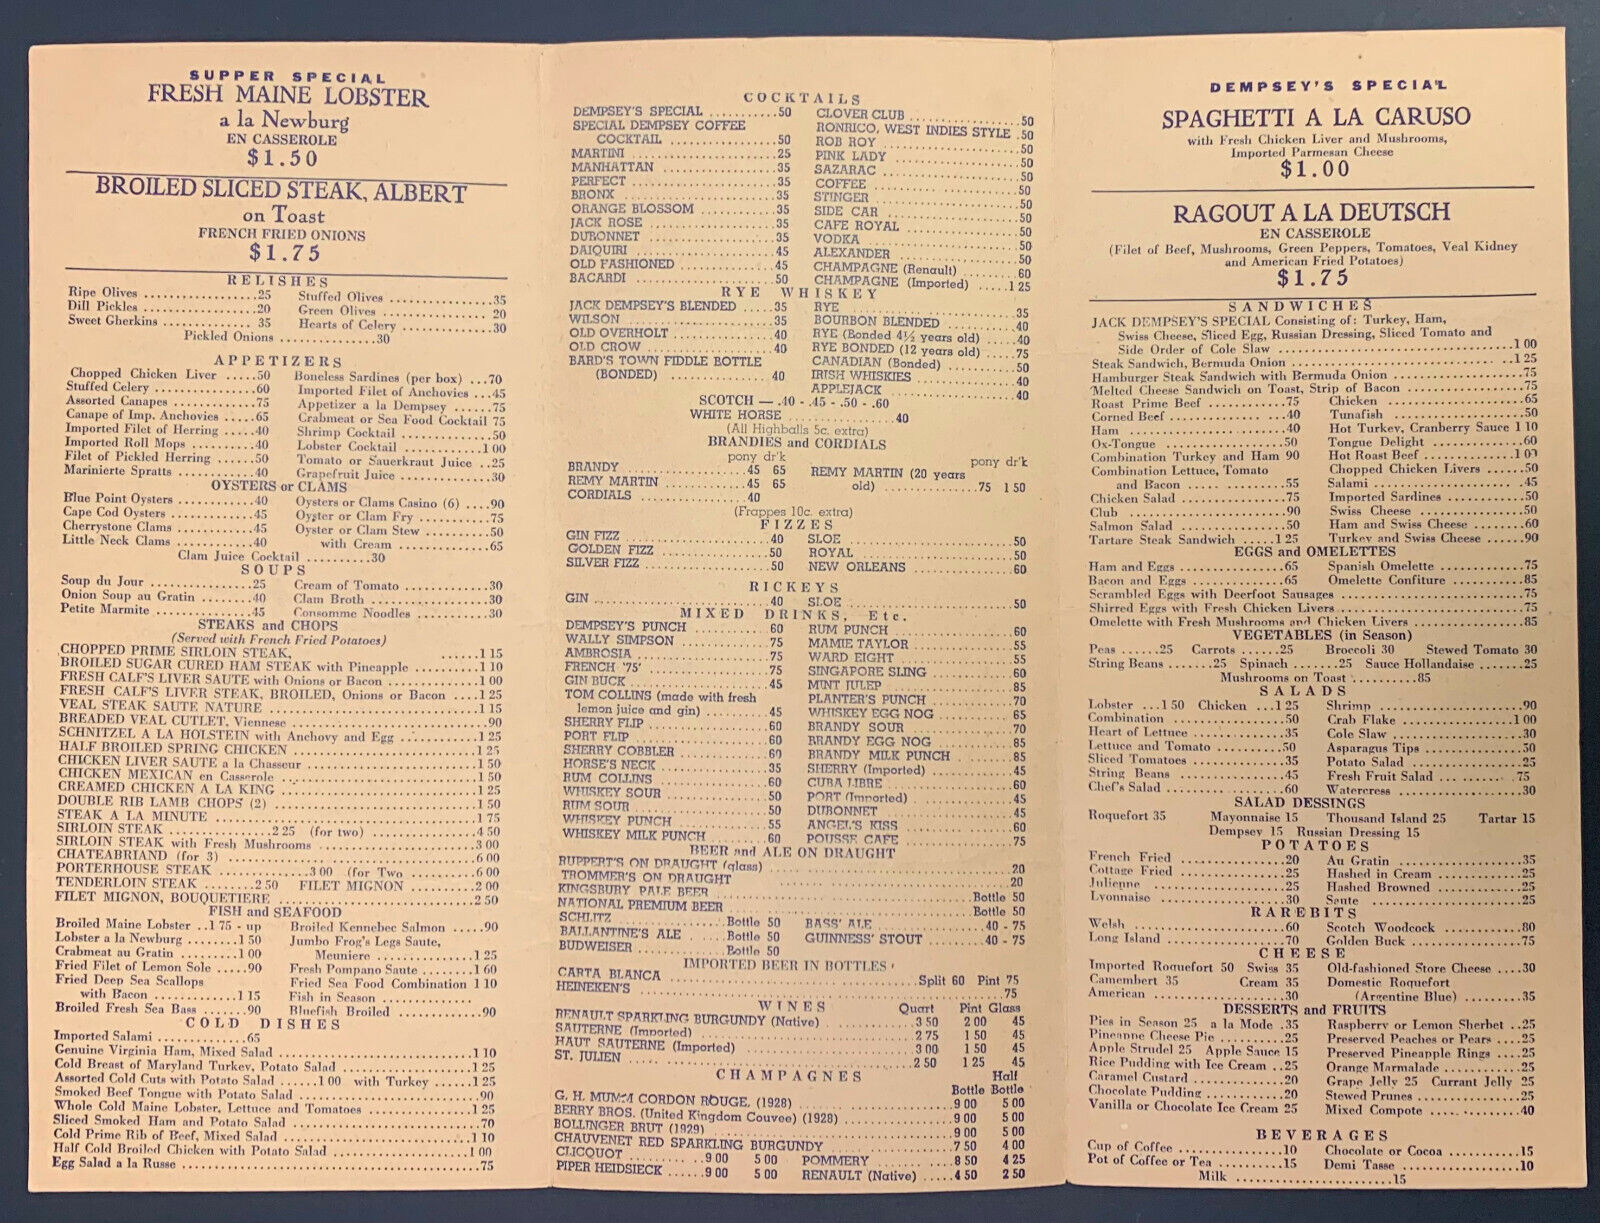 SUPPER SPECIAL
FRESH MAINE LOBSTER
a la Newburg
EN CASSEROLE
$1.50
BROILED SLICED STEAK, ALBERT
on Toast
FRENCH FRIED ONIONS
$1.75
RELISHES
Ripe Olives ................25 Stuffed Olives ...............35
Dill Pickles ................20 Green Olives ................20
Sweet Gherkins .............35 Hearts of Celery .............30
Pickled Onions .............30
APPETIZERS
Chopped Chicken Liver .....50 Boneless Sardines (per box) ...70
Stuffed Celery ..............60 Imported Filet of Anchovies ...45
Assorted Canapes ...........75 Appetizer a la Dempsey ......75
Canape of Imp. Anchovies ....65 Crabmeat or Sea Food Cocktail 75
Imported Filet of Herring ....40 Shrimp Cocktail ..............50
Imported Roll Mops .........40 Lobster Cocktail .............1 00
Filet of Pickled Herring .....50 Tomato or Sauerkraut Juice ..25
Marinierte Spratts ...........40 Grapefruit Juice .............30
OYSTERS or CLAMS
Blue Point Oysters ..........40 Oysters or Clams Casino (6) ....90
Cape Cod Oysters ...........45 Oyster or Clam Fry ..........75
Cherrystone Clams ..........45 Oyster or Clam Stew .........50
Little Neck Clams ...........40 with Cream ...............65
Clam Juice Cocktail ..........30
SOUPS
Soup du Jour ...............25 Cream of Tomato ............30
Onion Soup au Gratin .......40 Clam Broth .................30
Petite Marmite ..............45 Consomme Noodles ...........30
STEAKS and CHOPS
(Served with French Fried Potatoes)
CHOPPED PRIME SIRLOIN STEAK, .....1 15
BROILED SUGAR CURED HAM STEAK with Pineapple ..........1 10
FRESH CALF'S LIVER SAUTE with Onions or Bacon .............1 00
FRESH CALF'S LIVER STEAK, BROILED, Onions or Bacon ....1 25
VEAL STEAK SAUTE NATURE ..............1 15
BREADED VEAL CUTLET, Viennese ..............90
SCHNITZEL A LA HOLSTEIN with Anchovy and Egg ............1 25
HALF BROILED SPRING CHICKEN ..............1 25
CHICKEN LIVER SAUTE a la Chasseur ..............1 50
CHICKEN MEXICAN en Casserole ..............1 50
CREAMED CHICKEN A LA KING ..............1 25
DOUBLE RIB LAMB CHOPS (2) ..............1 50
STEAK A LA MINUTE ..............1 75
SIRLOIN STEAK ..............2 25 (for two) ..............4 50
SIRLOIN STEAK with Fresh Mushrooms ..............3 00
CHATEABRIAND (for 3) ..............6 00
PORTERHOUSE STEAK ..............3 00 (for Two ..............6 00
TENDERLOIN STEAK ........2 50 FILET MIGNON ............2 00
FILET MIGNON, BOUQUETIERE ..............2 50
FISH and SEAFOOD
Broiled Maine Lobster ..1 75 - up Broiled Kennebec Salmon .....90
Lobster a la Newburg ........1 50 Jumbo Frog's Legs Saute,
Crabmeat au Gratin .........1 00 Meuniere ................1 25
Fried Filet of Lemon Sole .....90 Fresh Pompano Saute ........1 60
Fried Deep Sea Scallops Fried Sea Food Combination 1 10
with Bacon ..............1 15 Fish in Season ..............
Broiled Fresh Sea Bass .......90 Bluefish Broiled ..............90
COLD DISHES
Imported Salami ..............65
Genuine Virginia Ham, Mixed Salad ..............1 10
Cold Breast of Maryland Turkey, Potato Salad ..............1 25
Assorted Cold Cuts with Potato Salad ......1 00 with Turkey ......1 25
Smoked Beef Tongue with Potato Salad ..............90
Whole Cold Maine Lobster, Lettuce and Tomatoes ..............1 25
Sliced Smoked Ham and Potato Salad ..............70
Cold Prime Rib of Beef, Mixed Salad ..............1 10
Half Cold Broiled Chicken with Potato Salad ..............1 00
Egg Salad a la Russe ..............75
COCKTAILS
DEMPSEY'S SPECIAL ...........50 CLOVER CLUB ...............50
SPECIAL DEMPSEY COFFEE RONRICO, WEST INDIES STYLE .50
COCKTAIL ................50 ROB ROY ...............50
MARTINI ...............25 PINK LADY ...............50
MANHATTAN ...............35 SAZARAC ...............50
PERFECT ...............35 COFFEE ...............50
BRONX ...............35 STINGER ...............50
ORANGE BLOSSOM ...........35 SIDE CAR ...............50
JACK ROSE ...............35 CAFE ROYAL ...............50
DUBONNET ...............35 VODKA ...............50
DAIQUIRI ...............45 ALEXANDER ...............50
OLD FASHIONED .............45 CHAMPAGNE (Renault) ........60
BACARDI ...............50 CHAMPAGNE (Imported) .....1 25
RYE WHISKEY
JACK DEMPSEY'S BLENDED .....35 RYE ...............35
WILSON ...............35 BOURBON BLENDED ..........40
OLD OVERHOLT ..............40 RYE (Bonded 4½ years old) .....40
OLD CROW ...............40 RYE BONDED (12 years old) .....75
BARD'S TOWN FIDDLE BOTTLE CANADIAN (Bonded) ..........50
(BONDED) ...............40 IRISH WHISKIES ..............40
APPLEJACK ...............40
SCOTCH — .40 - .45 - .50 - .60
WHITE HORSE ...............40
(All Highballs 5c. extra)
BRANDIES and CORDIALS
pony dr'k pony dr'k
BRANDY ...............45 65 REMY MARTIN (20 years
REMY MARTIN ............45 65 old) ...............75 1 50
CORDIALS ...............40
(Frappes 10c. extra)
FIZZES
GIN FIZZ ...............40 SLOE ...............50
GOLDEN FIZZ ...............50 ROYAL ...............50
SILVER FIZZ ...............50 NEW ORLEANS ...............60
RICKEYS
GIN ...............40 SLOE ...............50
MIXED DRINKS, Etc.
DEMPSEY'S PUNCH ...........60 RUM PUNCH ...............60
WALLY SIMPSON .............75 MAMIE TAYLOR ..............55
AMBROSIA ...............75 WARD EIGHT ...............55
FRENCH '75' ...............75 SINGAPORE SLING ............60
GIN BUCK ...............45 MINT JULEP ...............85
TOM COLLINS (made with fresh PLANTER'S PUNCH ............70
lemon juice and gin) ...........45 WHISKEY EGG NOG ..........65
SHERRY FLIP ...............60 BRANDY SOUR ...............70
PORT FLIP ...............60 BRANDY EGG NOG ...........85
SHERRY COBBLER ............60 BRANDY MILK PUNCH ........85
HORSE'S NECK ...............35 SHERRY (Imported) ...........45
RUM COLLINS ...............60 CUBA LIBRE ...............60
WHISKEY SOUR ..............50 PORT (Imported) ..............45
RUM SOUR ...............50 DUBONNET ...............45
WHISKEY PUNCH .............55 ANGEL'S KISS ...............60
WHISKEY MILK PUNCH ........60 POUSSE CAFE ...............75
BEER and ALE ON DRAUGHT
RUPPERT'S ON DRAUGHT (glass) ...............20
TROMMER'S ON DRAUGHT ...............20
KINGSBURY PALE BEER ...............Bottle 50
NATIONAL PREMIUM BEER ...............Bottle 50
SCHLITZ ...............Bottle 50 BASS' ALE ...............40 - 75
BALLANTINE'S ALE .....Bottle 50 GUINNESS' STOUT .........40 - 75
BUDWEISER ...............Bottle 50
IMPORTED BEER IN BOTTLES
CARTA BLANCA ...............Split 60 Pint 75
HEINEKEN'S ...............75
WINES Quart Pint Glass
RENAULT SPARKLING BURGUNDY (Native) ...............3 50 2 00 45
SAUTERNE (Imported) ...............2 75 1 50 45
HAUT SAUTERNE (Imported) ...............3 00 1 50 45
ST. JULIEN ...............2 50 1 25 45
CHAMPAGNES Half
Bottle Bottle
G. H. MUMM CORDON ROUGE, (1928) ...............9 00 5 00
BERRY BROS. (United Kingdom Couvee) (1928) ...............9 00 5 00
BOLLINGER BRUT (1929) ...............9 00 5 00
CHAUVENET RED SPARKLING BURGUNDY ...............7 50 4 00
CLICQUOT ...............9 00 5 00 POMMERY ...............8 50 4 25
PIPER HEIDSIECK ......9 00 5 00 RENAULT (Native) .....4 50 2 50
DEMPSEY'S SPECIAL
SPAGHETTI A LA CARUSO
with Fresh Chicken Liver and Mushrooms,
Imported Parmesan Cheese
$1.00
RAGOUT A LA DEUTSCH
EN CASSEROLE
(Filet of Beef, Mushrooms, Green Peppers, Tomatoes, Veal Kidney
and American Fried Potatoes)
$1.75
SANDWICHES
JACK DEMPSEY'S SPECIAL Consisting of: Turkey, Ham,
Swiss Cheese, Sliced Egg, Russian Dressing, Sliced Tomato and
Side Order of Cole Slaw ...............1 00
Steak Sandwich, Bermuda Onion ...............1 25
Hamburger Steak Sandwich with Bermuda Onion ...............75
Melted Cheese Sandwich on Toast, Strip of Bacon ...............75
Roast Prime Beef ............75 Chicken ...............65
Corned Beef ...............40 Tunafish ...............50
Ham ...............40 Hot Turkey, Cranberry Sauce 1 10
Ox-Tongue ...............50 Tongue Delight ..............60
Combination Turkey and Ham 90 Hot Roast Beef ..............1 00
Combination Lettuce, Tomato Chopped Chicken Livers ......50
and Bacon ...............55 Salami ...............45
Chicken Salad ...............75 Imported Sardines ...........50
Club ...............90 Swiss Cheese ...............50
Salmon Salad ...............50 Ham and Swiss Cheese .......60
Tartare Steak Sandwich .....1 25 Turkey and Swiss Cheese .....90
EGGS and OMELETTES
Ham and Eggs ...............65 Spanish Omelette ............75
Bacon and Eggs ...............65 Omelette Confiture ...........85
Scrambled Eggs with Deerfoot Sausages ...............75
Shirred Eggs with Fresh Chicken Livers ...............75
Omelette with Fresh Mushrooms and Chicken Livers ...............85
VEGETABLES (in Season)
Peas ......25 Carrots ......25 Broccoli 30 Stewed Tomato 30
String Beans .....25 Spinach ......25 Sauce Hollandaise ......25
Mushrooms on Toast ..........85
SALADS
Lobster ...1 50 Chicken ...1 25 Shrimp ...............90
Combination ...............50 Crab Flake ...............1 00
Heart of Lettuce ...............35 Cole Slaw ...............30
Lettuce and Tomato ..........50 Asparagus Tips ...............50
Sliced Tomatoes ...............35 Potato Salad ...............25
String Beans ...............45 Fresh Fruit Salad .............75
Chef's Salad ...............60 Watercress ...............30
SALAD DESSINGS
Roquefort 35 Mayonnaise 15 Thousand Island 25 Tartar 15
Dempsey 15 Russian Dressing 15
POTATOES
French Fried ...............20 Au Gratin ...............35
Cottage Fried ...............25 Hashed in Cream .............25
Julienne ...............25 Hashed Browned .............25
Lyonnaise ...............30 Saute ...............25
RAREBITS
Welsh ...............60 Scotch Woodcock .............80
Long Island ...............70 Golden Buck ...............75
CHEESE
Imported Roquefort 50 Swiss 35 Old-fashioned Store Cheese ....30
Camembert 35 Cream 35 Domestic Roquefort
American ...............30 (Argentine Blue) .........35
DESSERTS and FRUITS
Pies in Season 25 a la Mode .35 Raspberry or Lemon Sherbet ..25
Pineapple Cheese Pie .........25 Preserved Peaches or Pears ....25
Apple Strudel 25 Apple Sauce 15 Preserved Pineapple Rings ....25
Rice Pudding with Ice Cream ..25 Orange Marmalade ............25
Caramel Custard ..............20 Grape Jelly 25 Currant Jelly 25
Chocolate Pudding ............20 Stewed Prunes ...............25
Vanilla or Chocolate Ice Cream 25 Mixed Compote ...............40
BEVERAGES
Cup of Coffee ...............10 Chocolate or Cocoa ...........15
Pot of Coffee or Tea ..........15 Demi Tasse ...............10
Milk ...............15